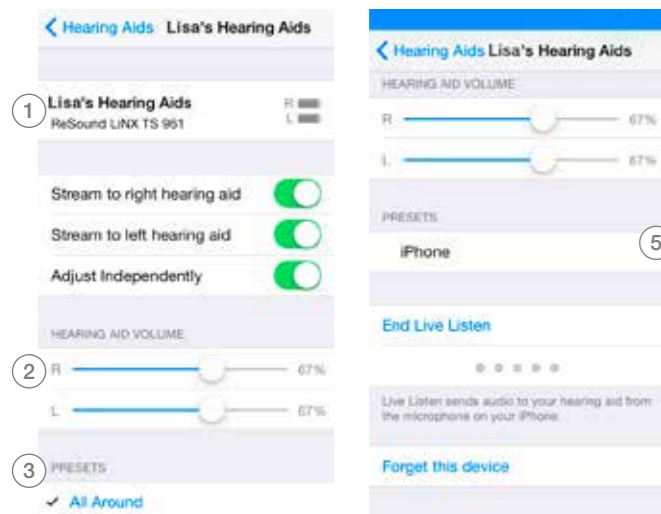 Hearing Aids Lisa's Hearing Aids
1 Lisa's Hearing Aids R
ReSound LiNX TS 961 L
Stream to right hearing aid
Stream to left hearing aid
Adjust Independently
HEARING AID VOLUME
2 R 67%
L 67%
3 PRESETS
✓ All Around
Hearing Aids Lisa's Hearing Aids
HEARING AID VOLUME
R 67%
L 67%
PRESETS
iPhone 5
End Live Listen
Live Listen sends audio to your hearing aid from
the microphone on your iPhone.
Forget this device